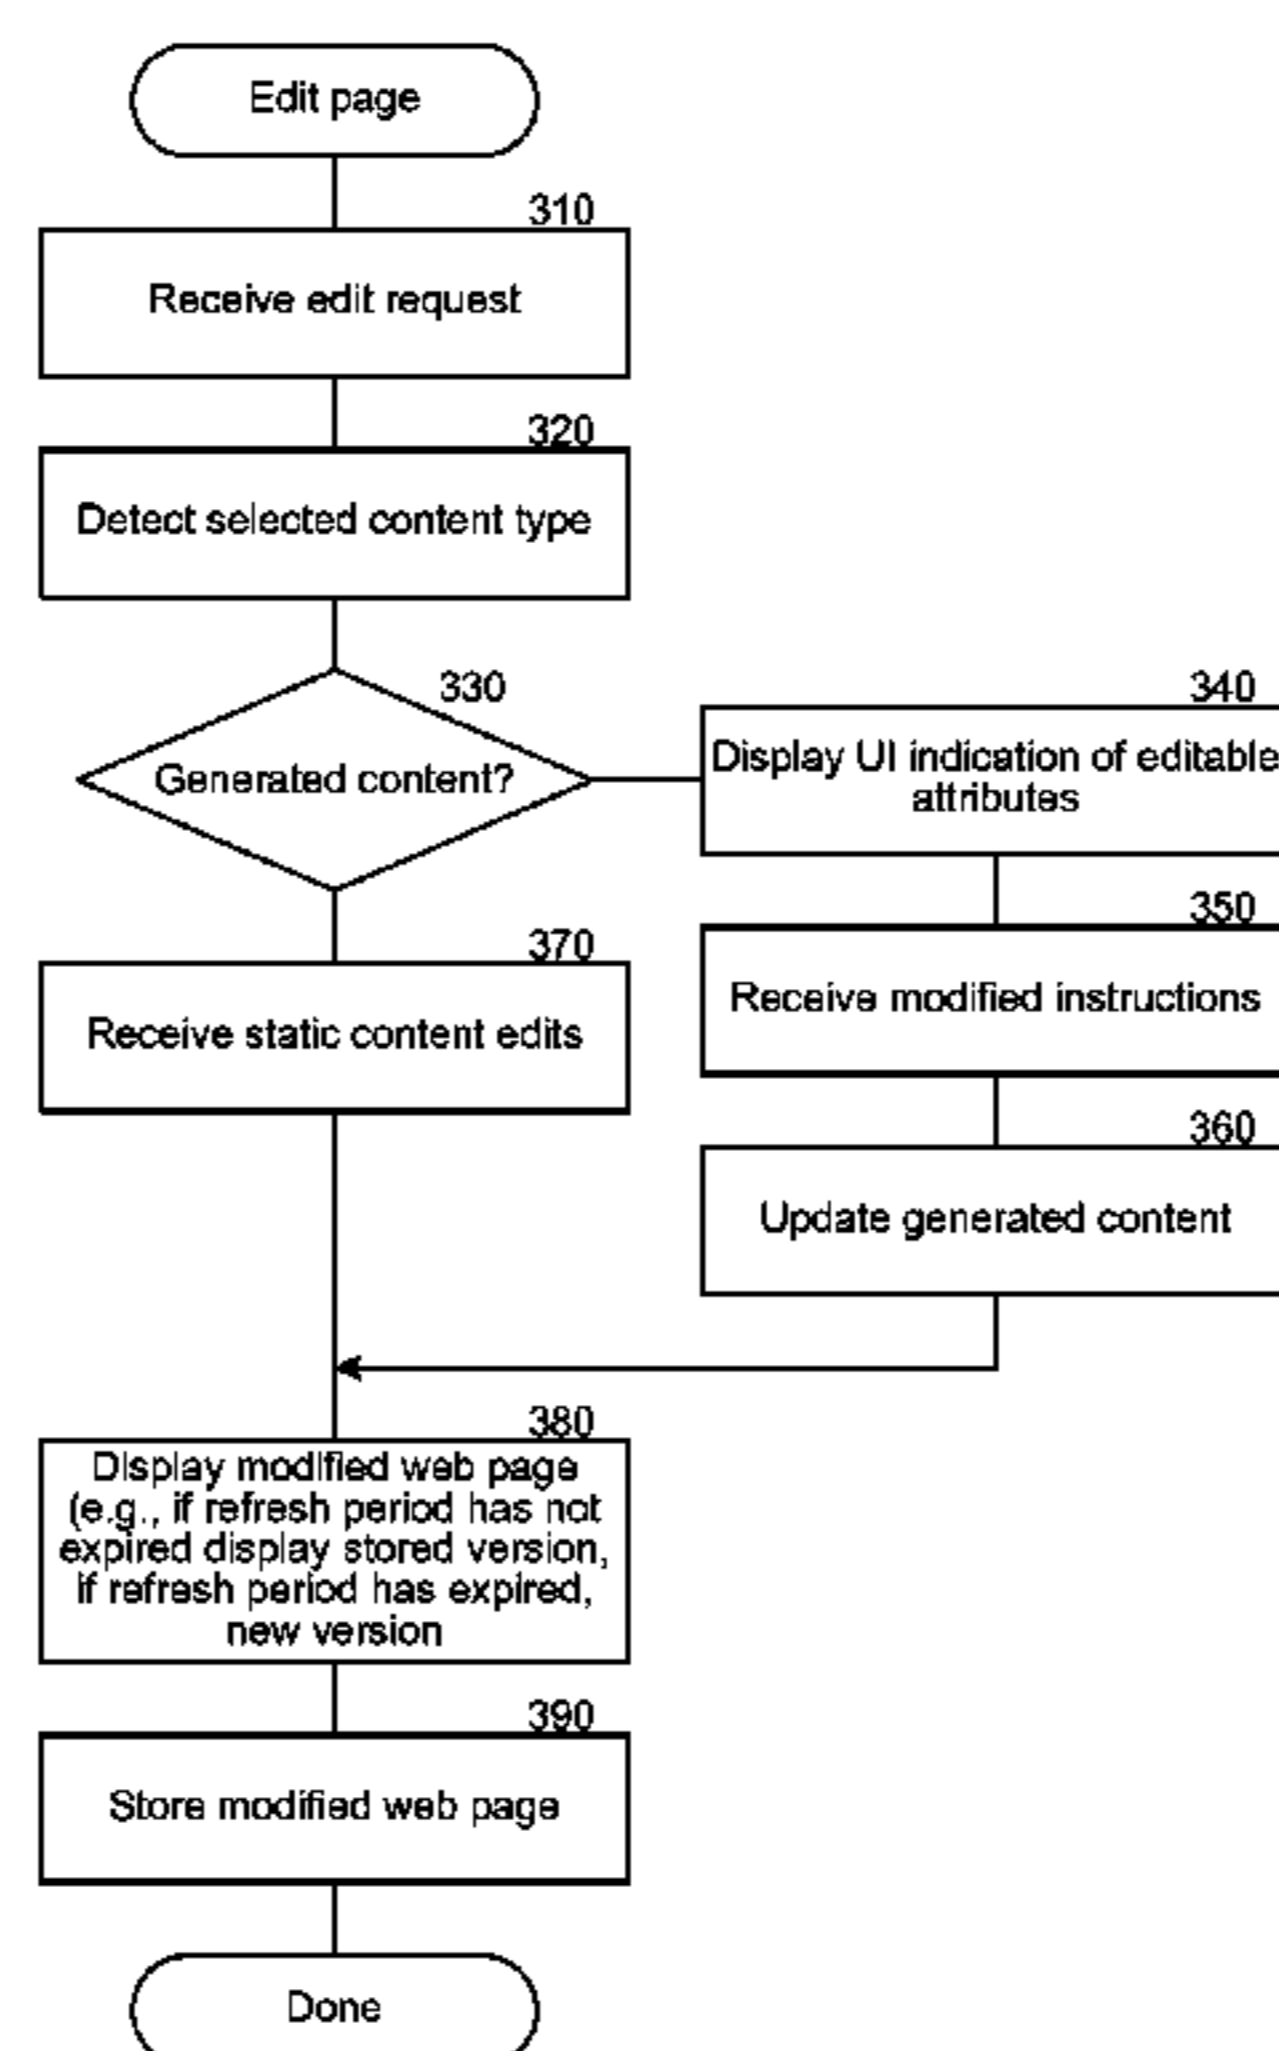 Edit page
310
Receive edit request
320
Detect selected content type
330
Generated content?
340
Display UI indication of editable
attributes
350
Receive modified instructions
360
Update generated content
370
Receive static content edits
380
Display modified web page
(e.g., if refresh period has not
expired display stored version,
if refresh period has expired,
new version
390
Store modified web page
Done